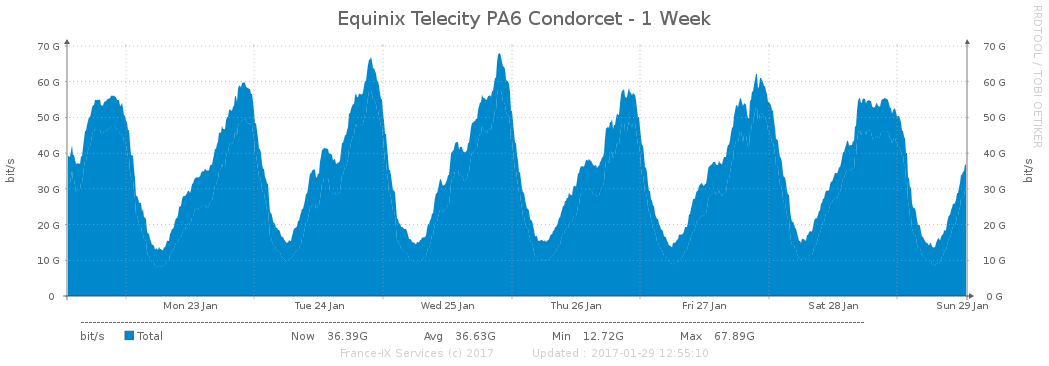 Equinix Telecity PA6 Condorcet - 1 Week
RRDTOOL / TOBI OETIKER
bit/s
70 G
60 G
50 G
40 G
30 G
20 G
10 G
0
70 G
60 G
50 G
40 G
30 G
20 G
10 G
0 G
bit/s
Mon 23 Jan Tue 24 Jan Wed 25 Jan Thu 26 Jan Fri 27 Jan Sat 28 Jan Sun 29 Jan
bit/s Total Now 36.39G Avg 36.63G Min 12.72G Max 67.89G
France-IX Services (c) 2017 Updated : 2017-01-29 12:55:10